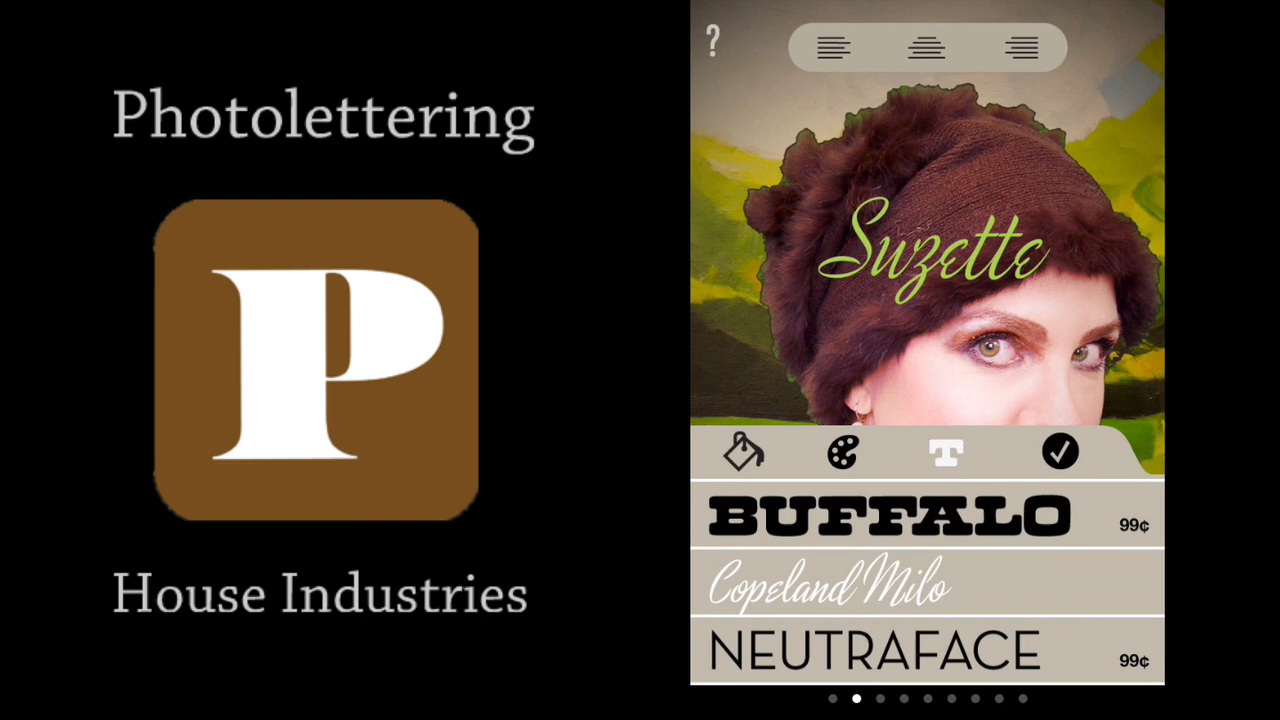 Photolettering
P
House Industries
?
Suzette
BUFFALO 99¢
Copeland Milo
NEUTRAFACE 99¢